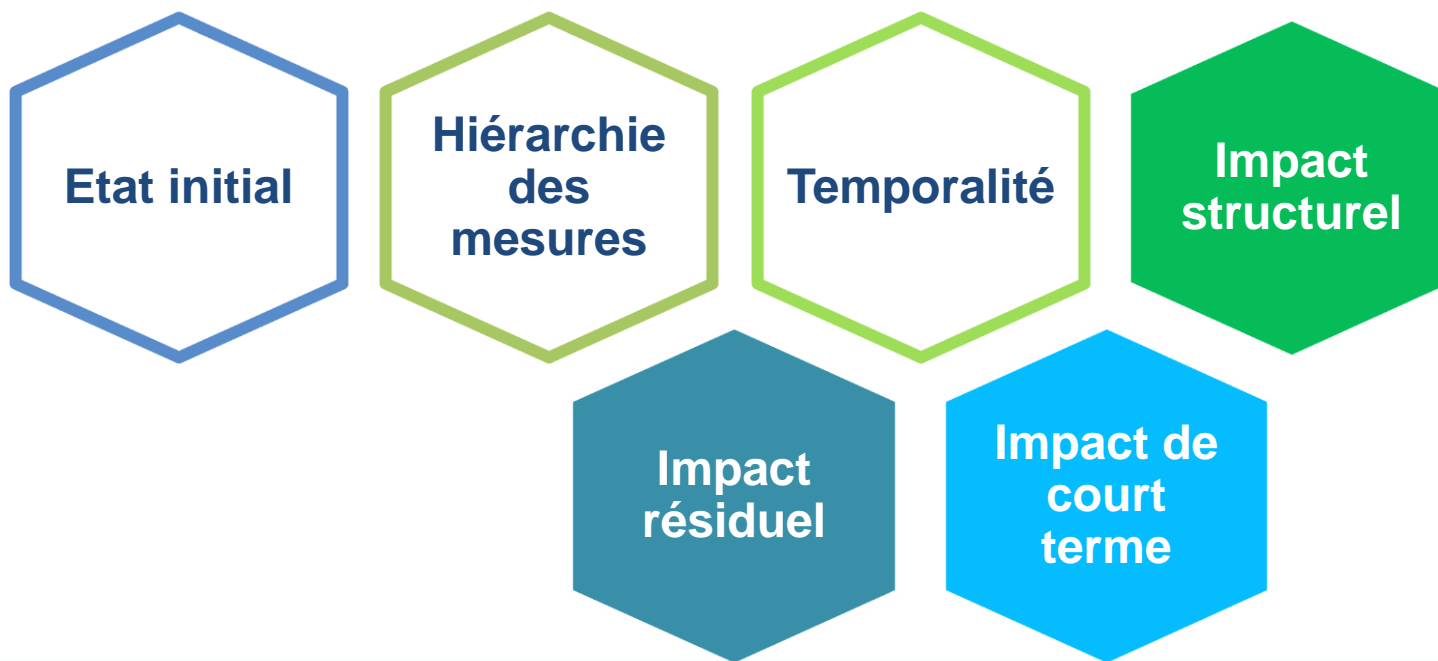 Etat initial
Hiérarchie
des
mesures
Temporalité
Impact
structurel
Impact
résiduel
Impact de
court
terme